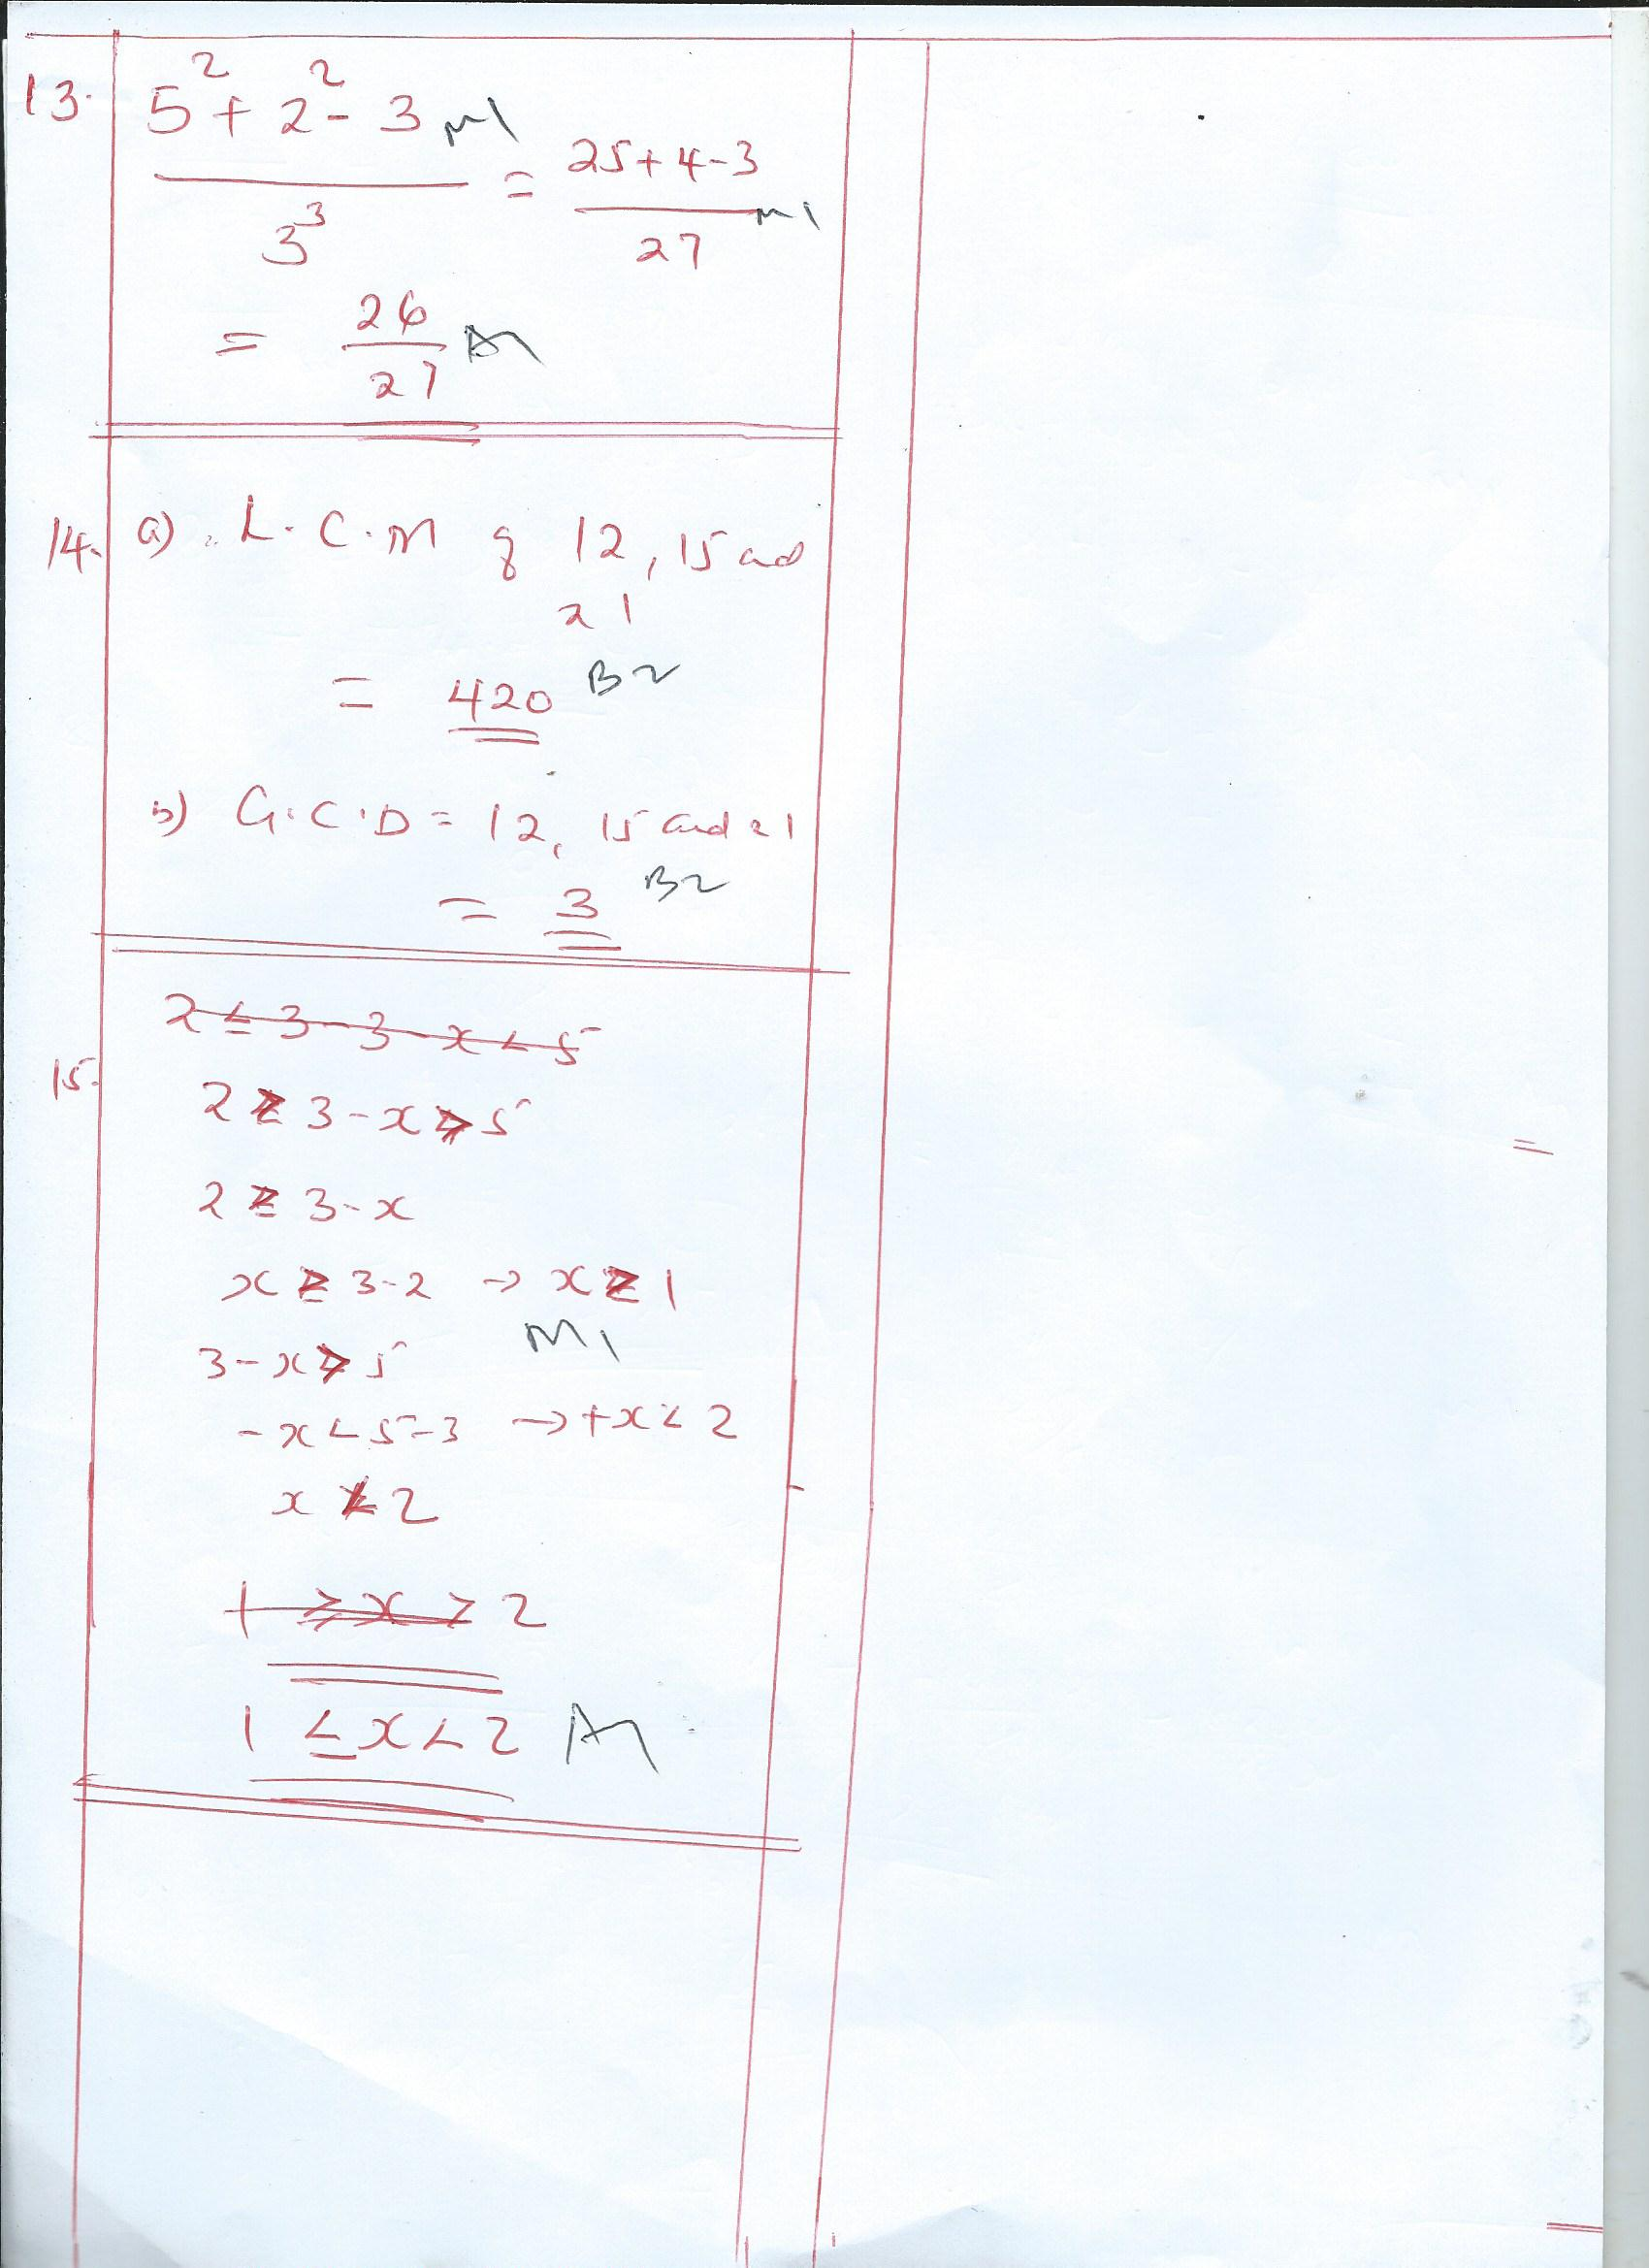 13. 5² + 2² - 3 M1 = 25+4-3 M1
3³ 27
= 26 A1
27
14. a) L.C.M of 12, 15 and
21
= 420 B2
b) G.C.D = 12, 15 and 21
= 3 B2
2 ≤ 3 - 3 - x < 5
15.
2 ≥ 3 - x > 5
2 ≥ 3 - x
x ≥ 3-2 → x ≥ 1
M1
3 - x > 5
-x < 5-3 → +x < 2
x < 2
1 ≥ x > 2
1 ≤ x < 2 A1